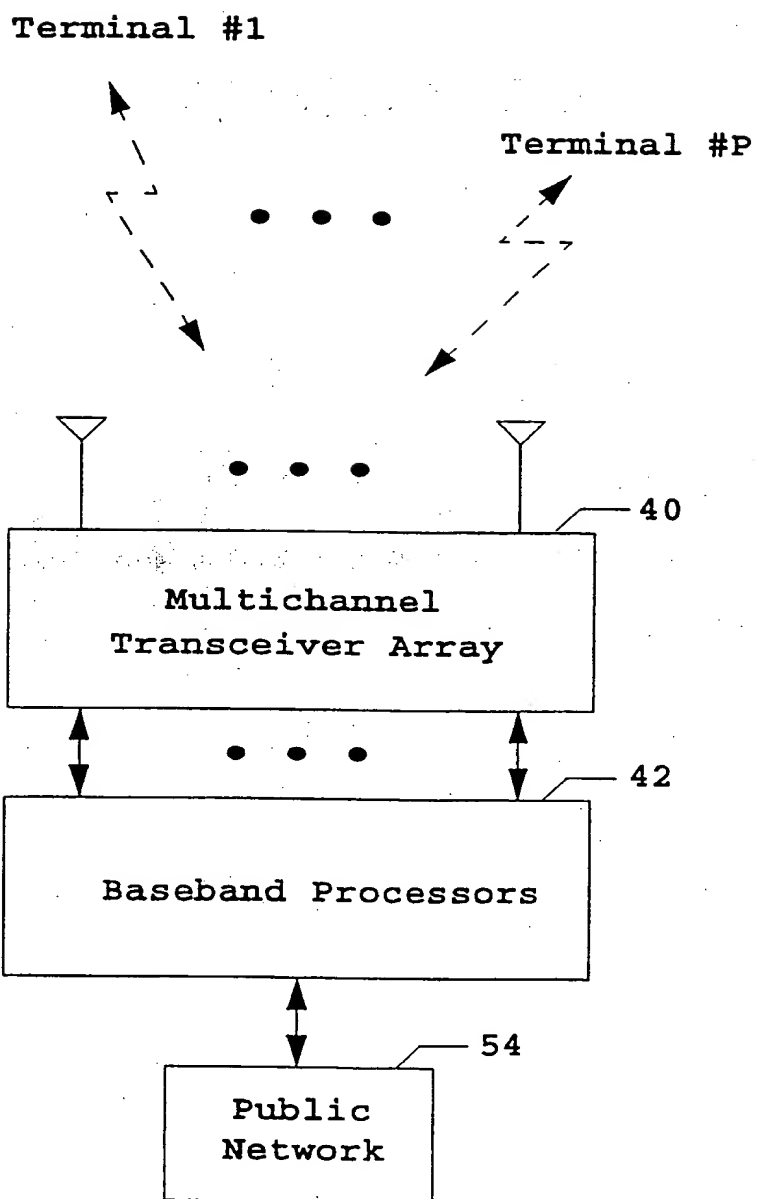 Terminal #1
Terminal #P
40
Multichannel
Transceiver Array
42
Baseband Processors
54
Public
Network